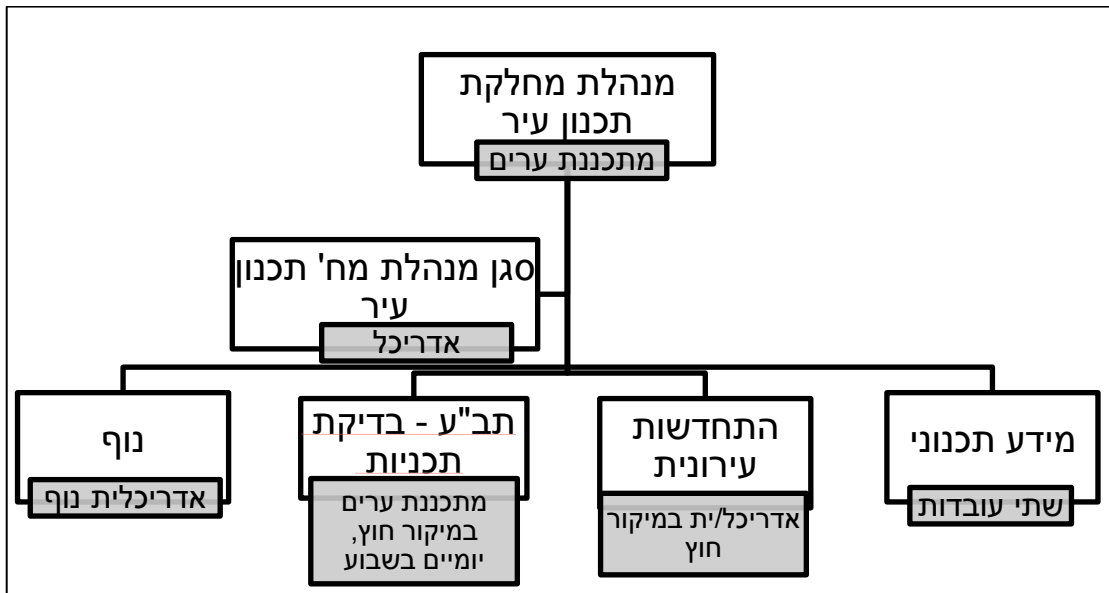 מנהלת מחלקת
תכנון עיר
מתכננת ערים
סגן מנהלת מח' תכנון
עיר
אדריכל
מידע תכנוני
שתי עובדות
התחדשות
עירונית
אדריכל/ית במיקור
חוץ
תב"ע - בדיקת
תכניות
מתכננת ערים
במיקור חוץ,
יומיים בשבוע
נוף
אדריכלית נוף